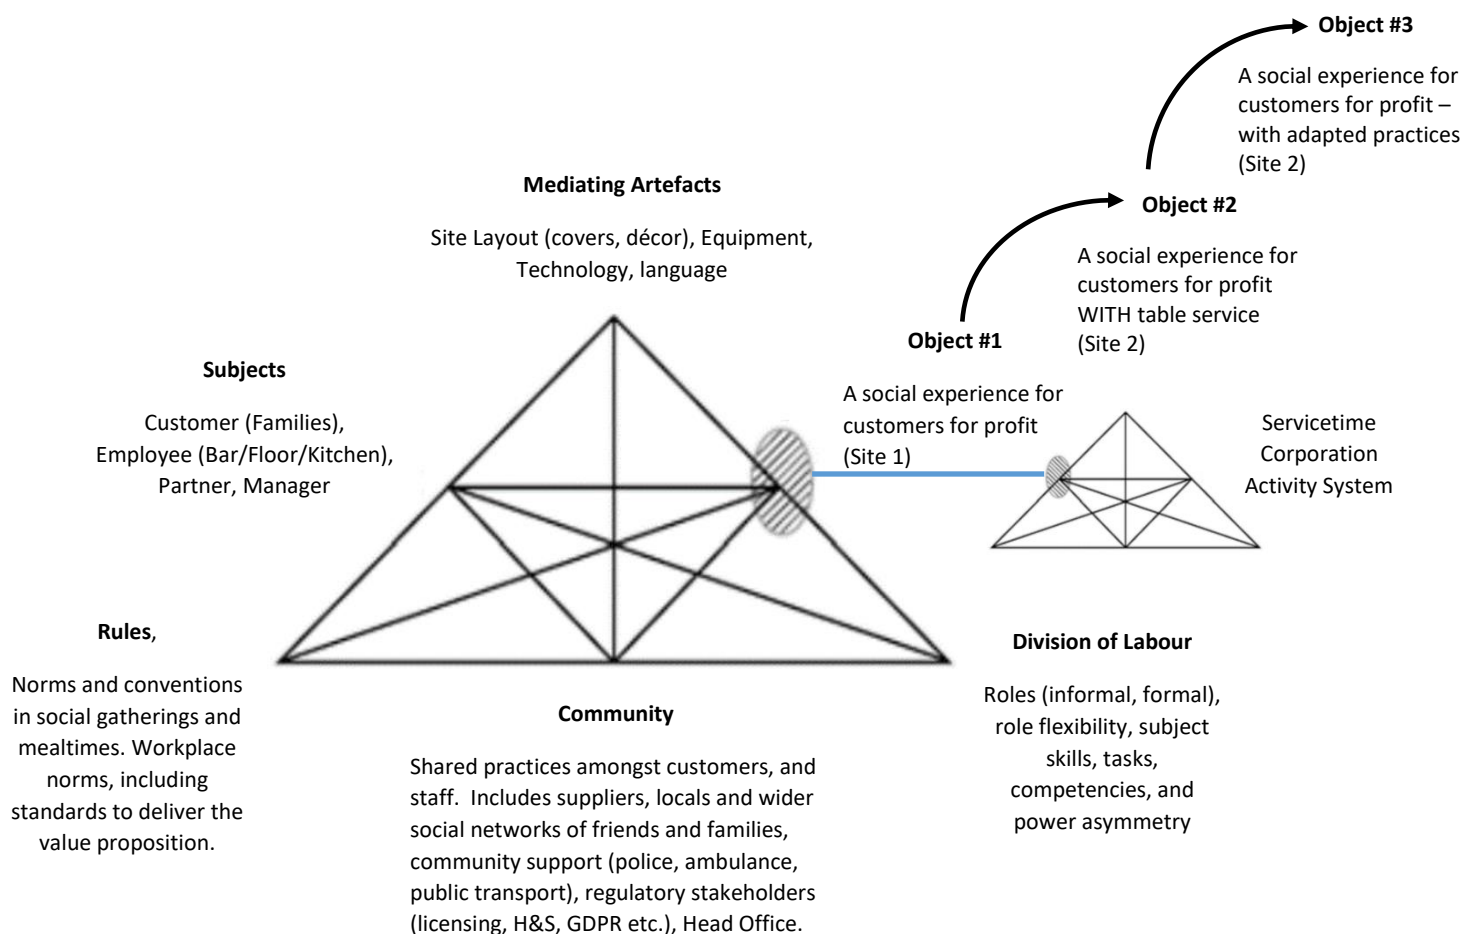 Object #3
A social experience for
customers for profit –
with adapted practices
(Site 2)
Mediating Artefacts
Site Layout (covers, décor), Equipment,
Technology, language
Object #2
A social experience for
customers for profit
WITH table service
(Site 2)
Object #1
A social experience for
customers for profit
(Site 1)
Subjects
Customer (Families),
Employee (Bar/Floor/Kitchen),
Partner, Manager
Servicetime
Corporation
Activity System
Rules,
Norms and conventions
in social gatherings and
mealtimes. Workplace
norms, including
standards to deliver the
value proposition.
Community
Shared practices amongst customers, and
staff.  Includes suppliers, locals and wider
social networks of friends and families,
community support (police, ambulance,
public transport), regulatory stakeholders
(licensing, H&S, GDPR etc.), Head Office.
Division of Labour
Roles (informal, formal),
role flexibility, subject
skills, tasks,
competencies, and
power asymmetry